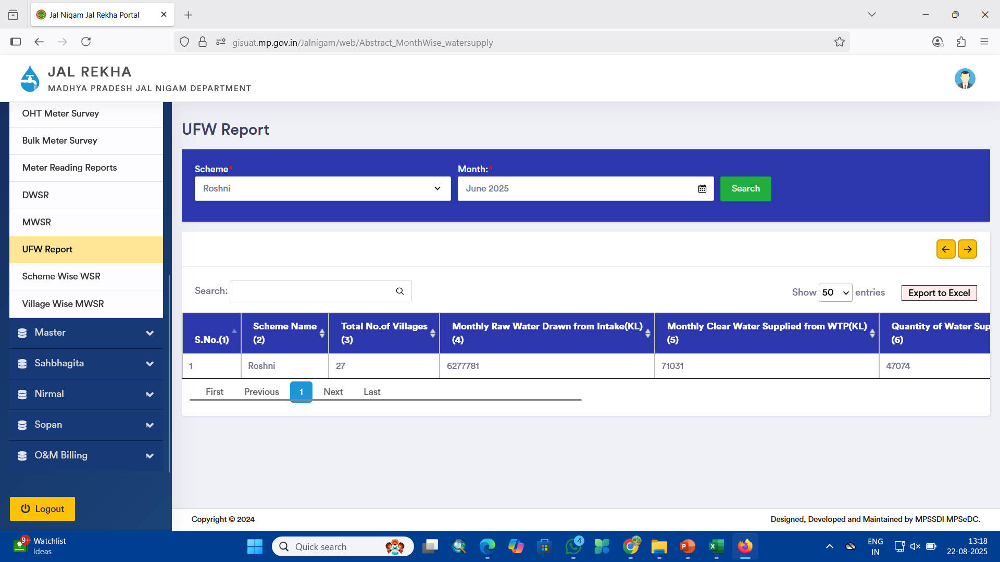 Jal Nigam Jal Rekha Portal
gisuat.mp.gov.in/Jalnigam/web/Abstract_MonthWise_watersupply
JAL REKHA
MADHYA PRADESH JAL NIGAM DEPARTMENT
OHT Meter Survey
Bulk Meter Survey
Meter Reading Reports
DWSR
MWSR
UFW Report
Scheme Wise WSR
Village Wise MWSR
Master
Sahbhagita
Nirmal
Sopan
O&M Billing
Logout
UFW Report
Scheme* Month:*
Roshni June 2025 Search
Search: Show 50 entries Export to Excel
S.No.(1) Scheme Name (2) Total No.of Villages (3) Monthly Raw Water Drawn from Intake(KL) (4) Monthly Clear Water Supplied from WTP(KL) (5) Quantity of Water Sup (6)
1 Roshni 27 6277781 71031 47074
First Previous 1 Next Last
Copyright © 2024 Designed, Developed and Maintained by MPSSDI MPSeDC.
9+ Watchlist
Ideas
Quick search
4
ENG
IN
13:18
22-08-2025